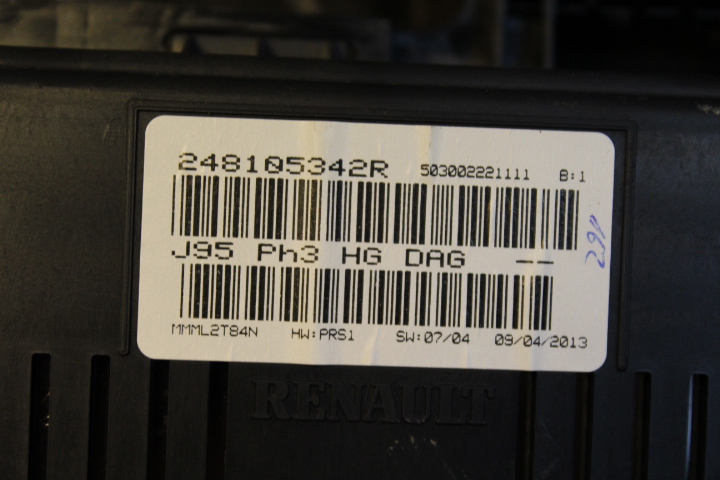 248105342R 503002221111 B:1
J95 Ph3 HG DAG --
MMML2T84N HW:PRS1 SW:07/04 09/04/2013
RENAULT